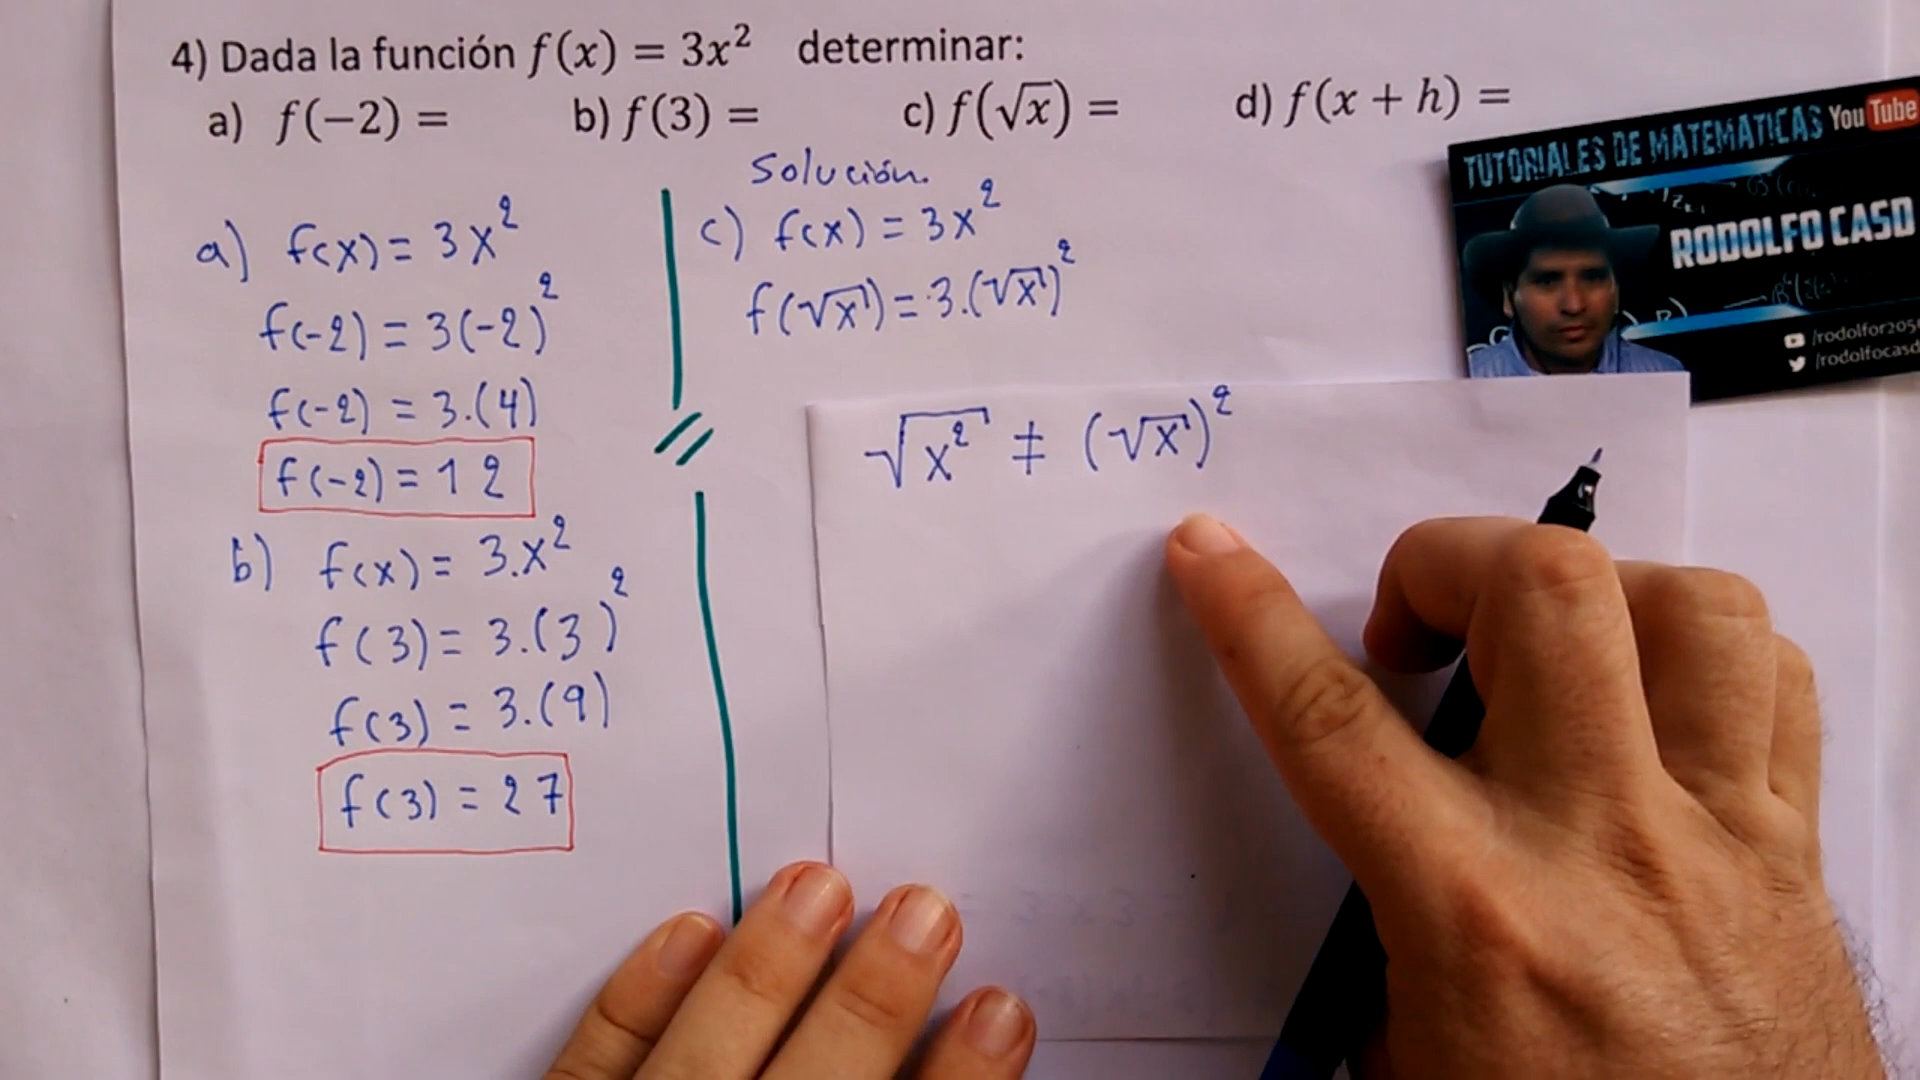 4) Dada la función f(x) = 3x² determinar:
a) f(−2) = b) f(3) = c) f(√x) = d) f(x + h) =
Solución.
a) f(x) = 3x²
f(-2) = 3(-2)²
f(-2) = 3.(4)
f(-2) = 12
b) f(x) = 3.x²
f(3) = 3.(3)²
f(3) = 3.(9)
f(3) = 27
c) f(x) = 3x²
f(√x) = 3.(√x)²
√x² ≠ (√x)²
TUTORIALES DE MATEMATICAS YouTube
RODOLFO CASO
/rodolfor205
/rodolfocasd